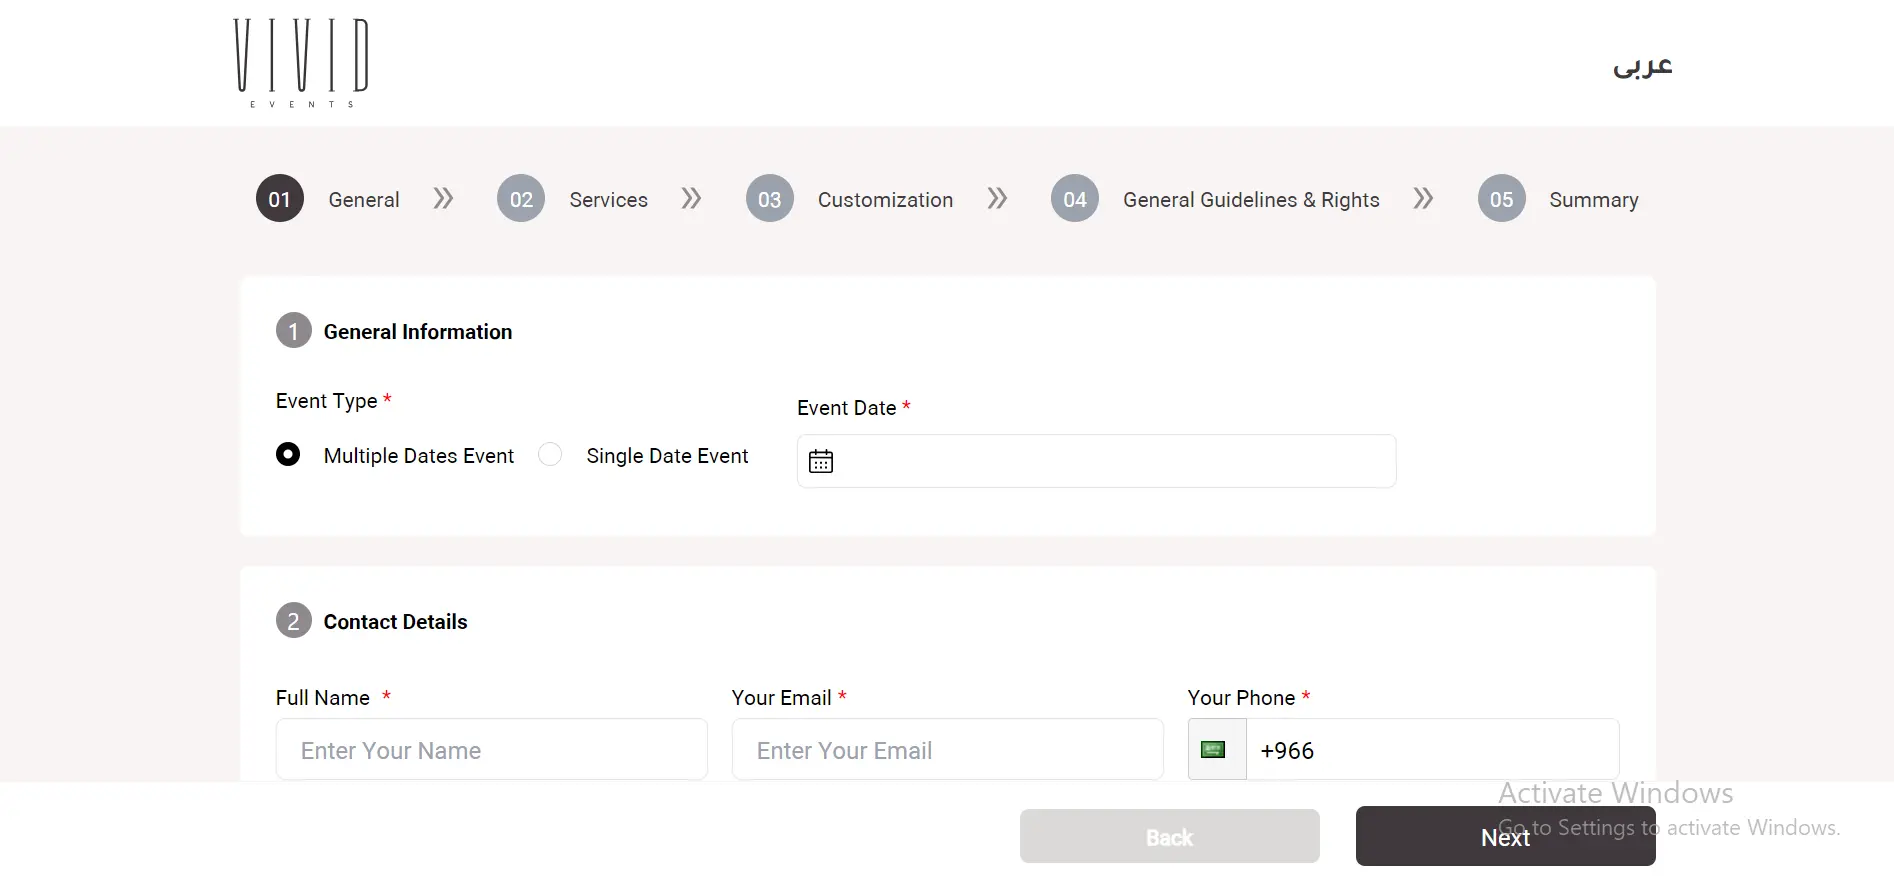 VIVID
EVENTS
عربى
01 General 02 Services 03 Customization 04 General Guidelines & Rights 05 Summary
1 General Information
Event Type *
Event Date *
Multiple Dates Event Single Date Event
2 Contact Details
Full Name * Your Email * Your Phone *
Enter Your Name Enter Your Email +966
Activate Windows
Go to Settings to activate Windows.
Back Next